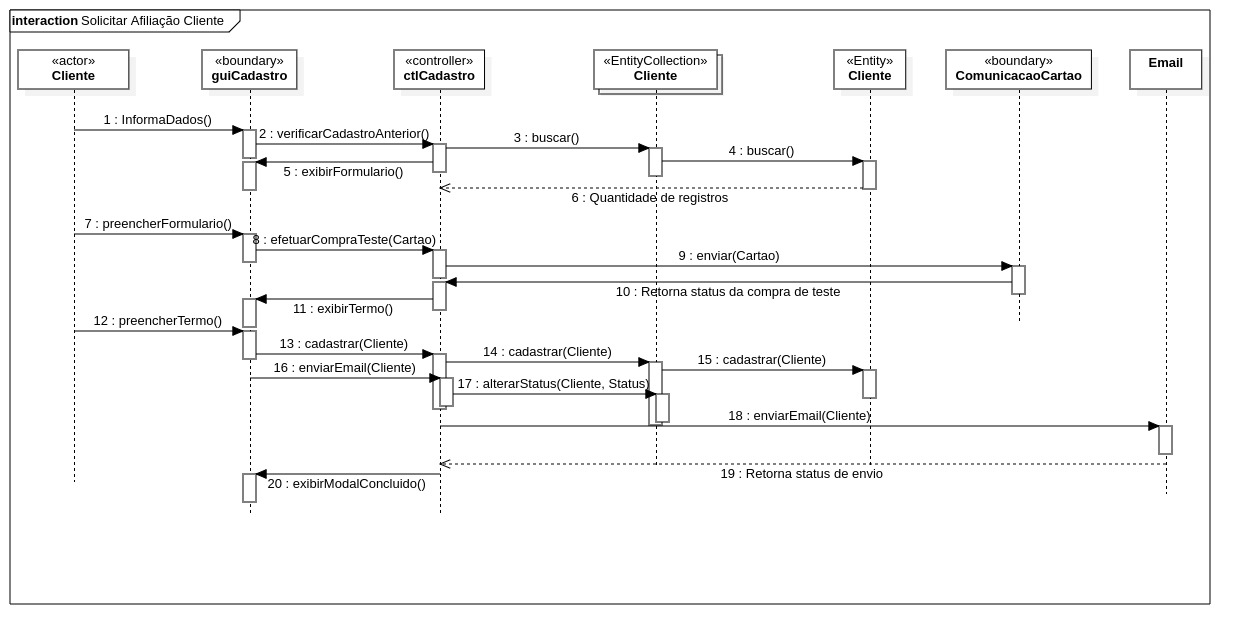 interaction Solicitar Afiliação Cliente
«actor»
Cliente
«boundary»
guiCadastro
«controller»
ctlCadastro
«EntityCollection»
Cliente
«Entity»
Cliente
«boundary»
ComunicacaoCartao
Email
1 : InformaDados()
2 : verificarCadastroAnterior()
3 : buscar()
4 : buscar()
5 : exibirFormulario()
6 : Quantidade de registros
7 : preencherFormulario()
8 : efetuarCompraTeste(Cartao)
9 : enviar(Cartao)
10 : Retorna status da compra de teste
11 : exibirTermo()
12 : preencherTermo()
13 : cadastrar(Cliente)
14 : cadastrar(Cliente)
15 : cadastrar(Cliente)
16 : enviarEmail(Cliente)
17 : alterarStatus(Cliente, Status)
18 : enviarEmail(Cliente)
19 : Retorna status de envio
20 : exibirModalConcluido()